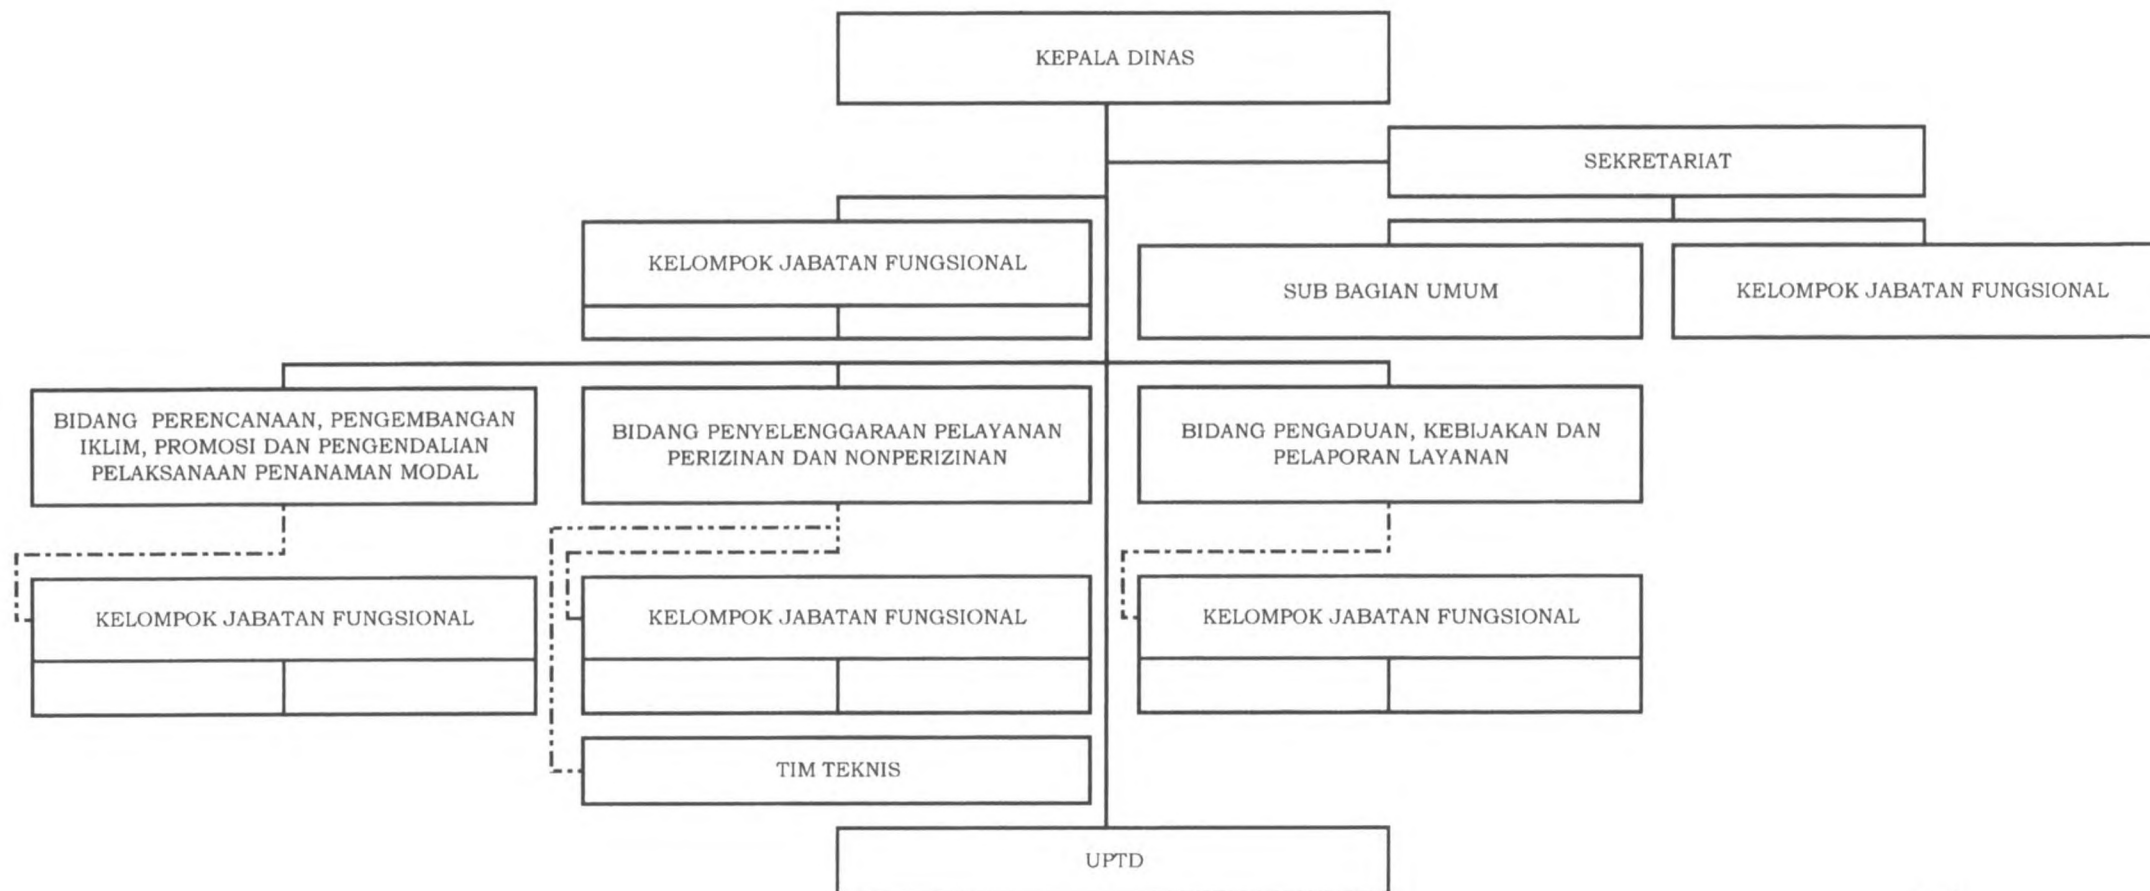 KEPALA DINAS
SEKRETARIAT
KELOMPOK JABATAN FUNGSIONAL
SUB BAGIAN UMUM
KELOMPOK JABATAN FUNGSIONAL
BIDANG PERENCANAAN, PENGEMBANGAN
IKLIM, PROMOSI DAN PENGENDALIAN
PELAKSANAAN PENANAMAN MODAL
BIDANG PENYELENGGARAAN PELAYANAN
PERIZINAN DAN NONPERIZINAN
BIDANG PENGADUAN, KEBIJAKAN DAN
PELAPORAN LAYANAN
KELOMPOK JABATAN FUNGSIONAL
KELOMPOK JABATAN FUNGSIONAL
KELOMPOK JABATAN FUNGSIONAL
TIM TEKNIS
UPTD